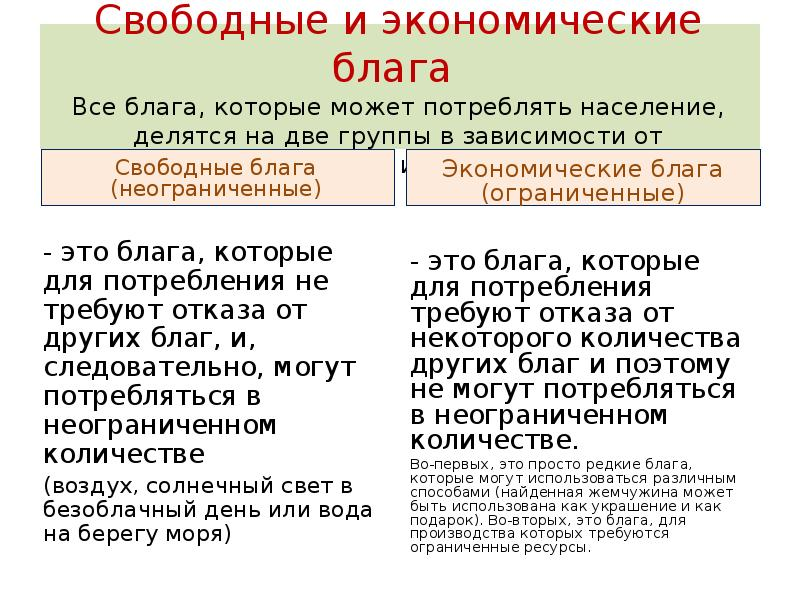 Свободные и экономические
блага
Все блага, которые может потреблять население,
делятся на две группы в зависимости от
Свободные блага
(неограниченные)
Экономические блага
(ограниченные)
- это блага, которые
для потребления не
требуют отказа от
других благ, и,
следовательно, могут
потребляться в
неограниченном
количестве
(воздух, солнечный свет в
безоблачный день или вода
на берегу моря)
- это блага, которые
для потребления
требуют отказа от
некоторого количества
других благ и поэтому
не могут потребляться
в неограниченном
количестве.
Во-первых, это просто редкие блага,
которые могут использоваться различным
способами (найденная жемчужина может
быть использована как украшение и как
подарок). Во-вторых, это блага, для
производства которых требуются
ограниченные ресурсы.